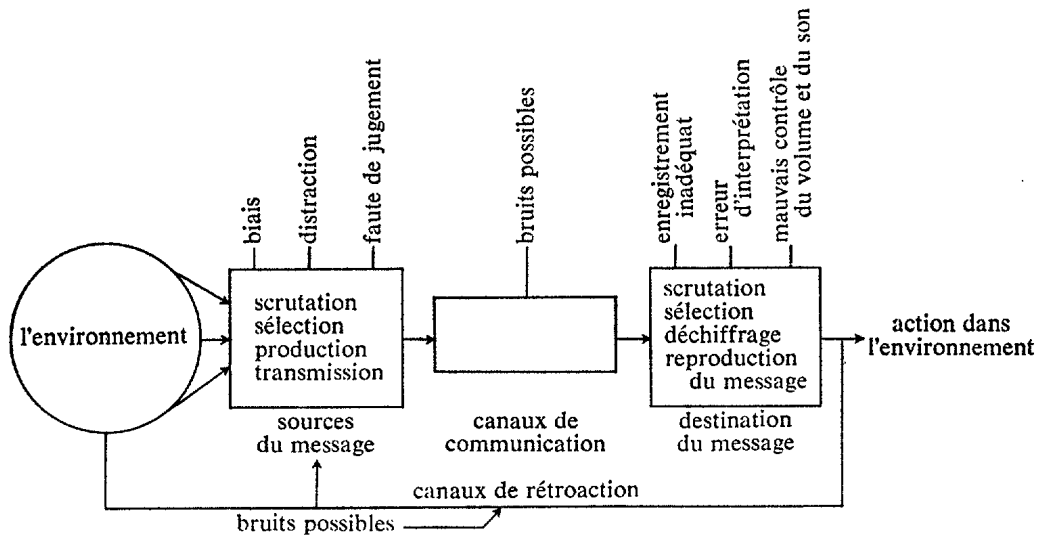 biais
distraction
faute de jugement
bruits possibles
enregistrement
inadéquat
erreur
d'interprétation
mauvais contrôle
du volume et du son
l'environnement
scrutation
sélection
production
transmission
scrutation
sélection
déchiffrage
reproduction
du message
action dans
l'environnement
sources
du message
canaux de
communication
destination
du message
canaux de rétroaction
bruits possibles